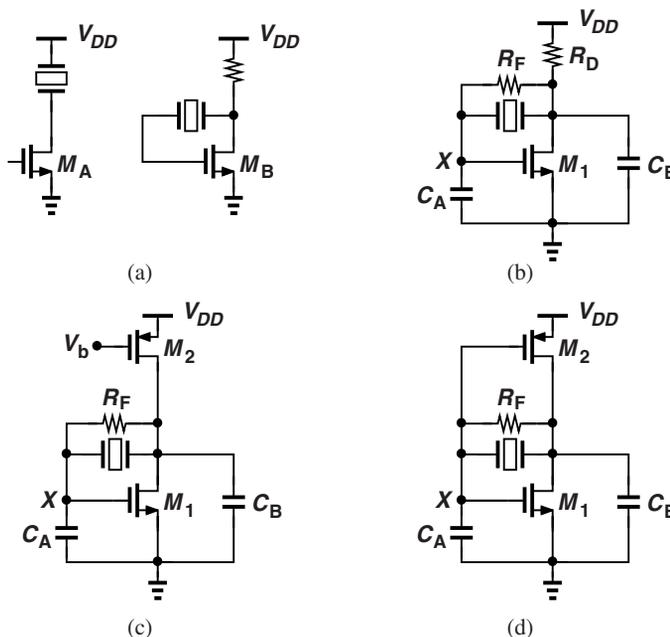 V_DD
M_A
(a)
V_DD
M_B
V_DD
R_F
R_D
X
M_1
C_A
C_B
(b)
V_DD
V_b
M_2
R_F
X
M_1
C_A
C_B
(c)
V_DD
M_2
R_F
X
M_1
C_A
C_B
(d)